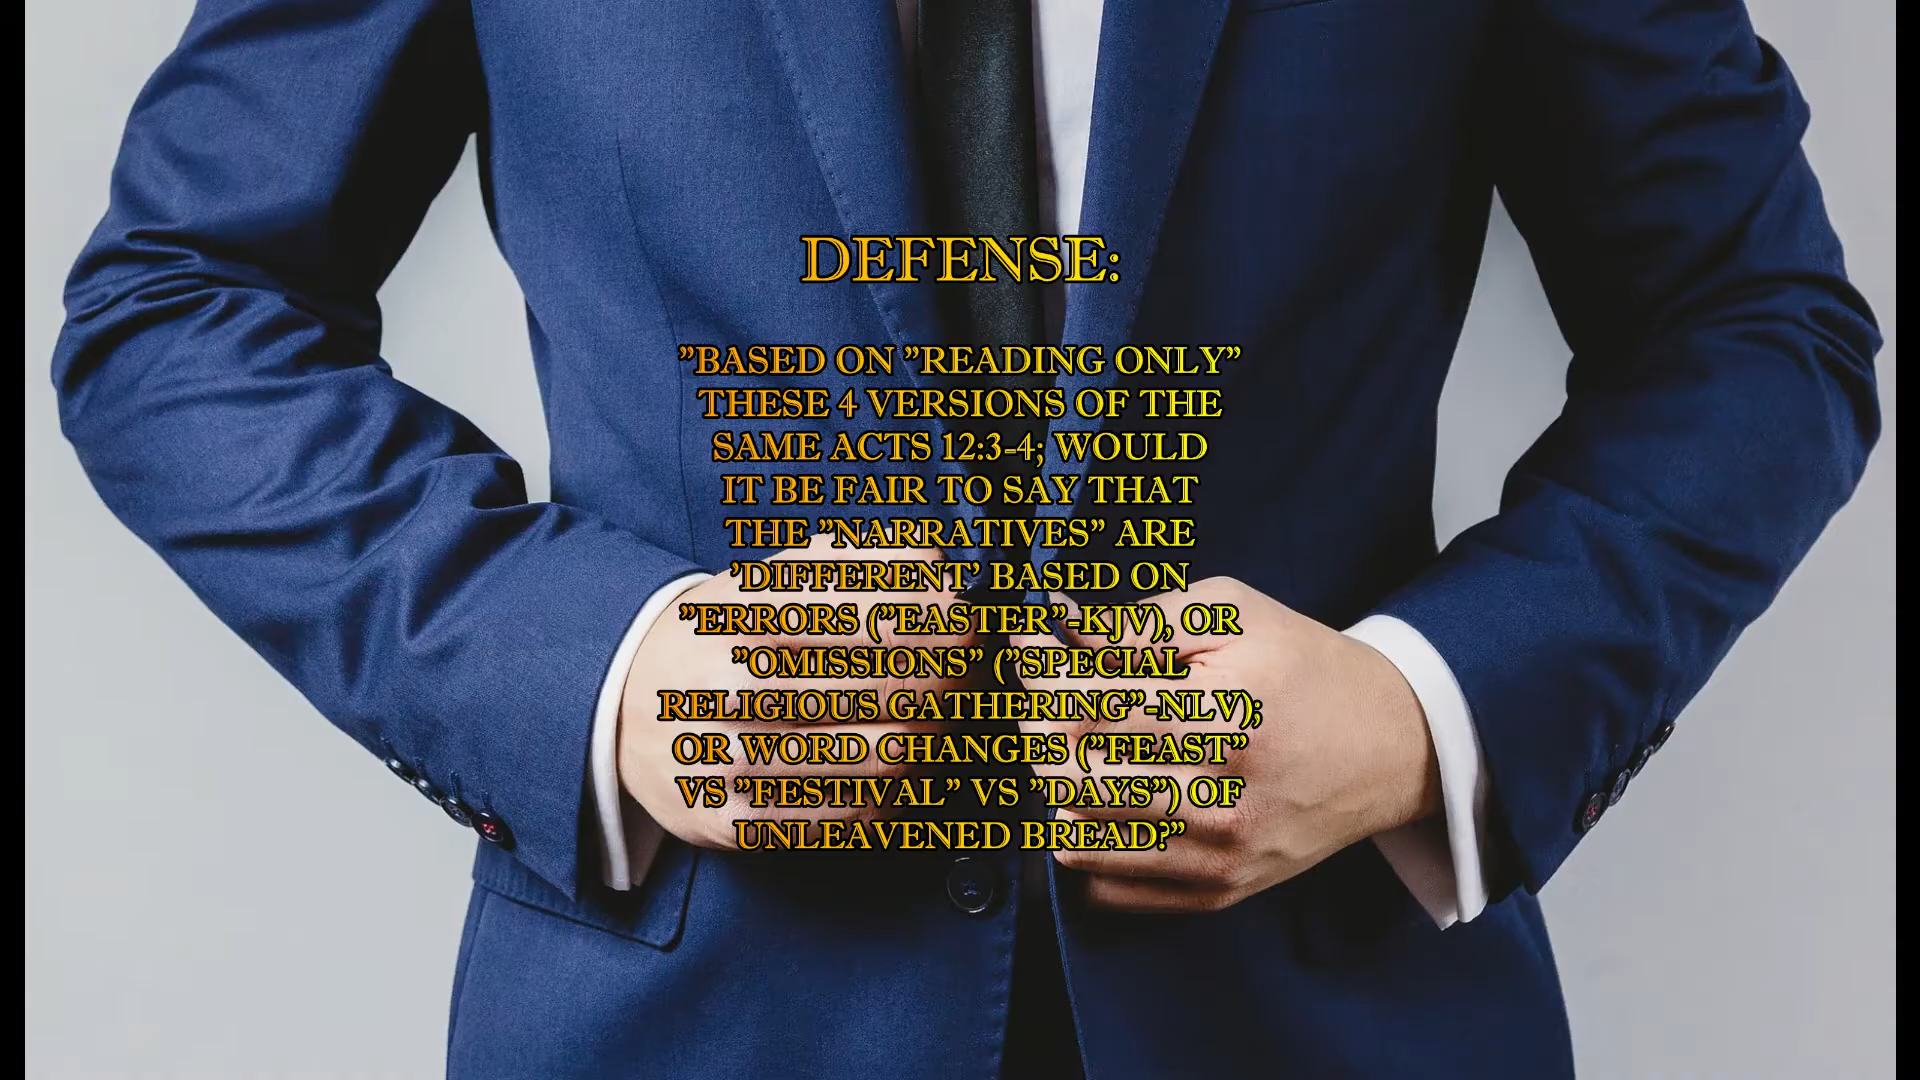 DEFENSE:
"BASED ON "READING ONLY"
THESE 4 VERSIONS OF THE
SAME ACTS 12:3-4; WOULD
IT BE FAIR TO SAY THAT
THE "NARRATIVES" ARE
'DIFFERENT' BASED ON
"ERRORS ("EASTER"-KJV), OR
"OMISSIONS" ("SPECIAL
RELIGIOUS GATHERING"-NLV);
OR WORD CHANGES ("FEAST"
VS "FESTIVAL" VS "DAYS") OF
UNLEAVENED BREAD?"